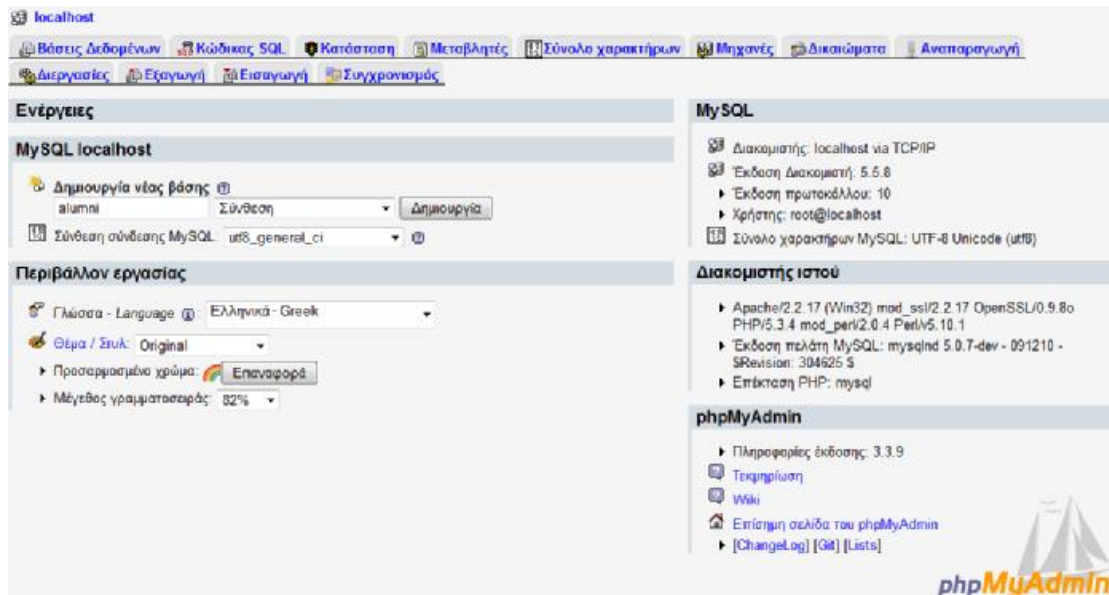 localhost
Βάσεις Δεδομένων Κώδικας SQL Κατάσταση Μεταβλητές Σύνολο χαρακτήρων Μηχανές Δικαιώματα Αναπαραγωγή
Διεργασίες Εξαγωγή Εισαγωγή Συγχρονισμός
Ενέργειες
MySQL localhost
Δημιουργία νέας βάσης
alumni Σύνθεση Δημιουργία
Σύνθεση σύνδεσης MySQL: utf8_general_ci
Περιβάλλον εργασίας
Γλώσσα - Language : Ελληνικά - Greek
Θέμα / Στυλ: Original
Προσαρμοσμένο χρώμα: Επαναφορά
Μέγεθος γραμματοσειράς: 82%
MySQL
Διακομιστής: localhost via TCP/IP
Έκδοση Διακομιστή: 5.5.8
Έκδοση πρωτοκάλλου: 10
Χρήστης: root@localhost
Σύνολο χαρακτήρων MySQL: UTF-8 Unicode (utf8)
Διακομιστής ιστού
Apache/2.2.17 (Win32) mod_ssl/2.2.17 OpenSSL/0.9.8o
PHP/5.3.4 mod_perl/2.0.4 Perl/v5.10.1
Έκδοση πελάτη MySQL: mysqlnd 5.0.7-dev - 091210 -
$Revision: 304625 $
Επέκταση PHP: mysql
phpMyAdmin
Πληροφορίες έκδοσης: 3.3.9
Τεκμηρίωση
Wiki
Επίσημη σελίδα του phpMyAdmin
[ChangeLog] [Git] [Lists]
phpMyAdmin